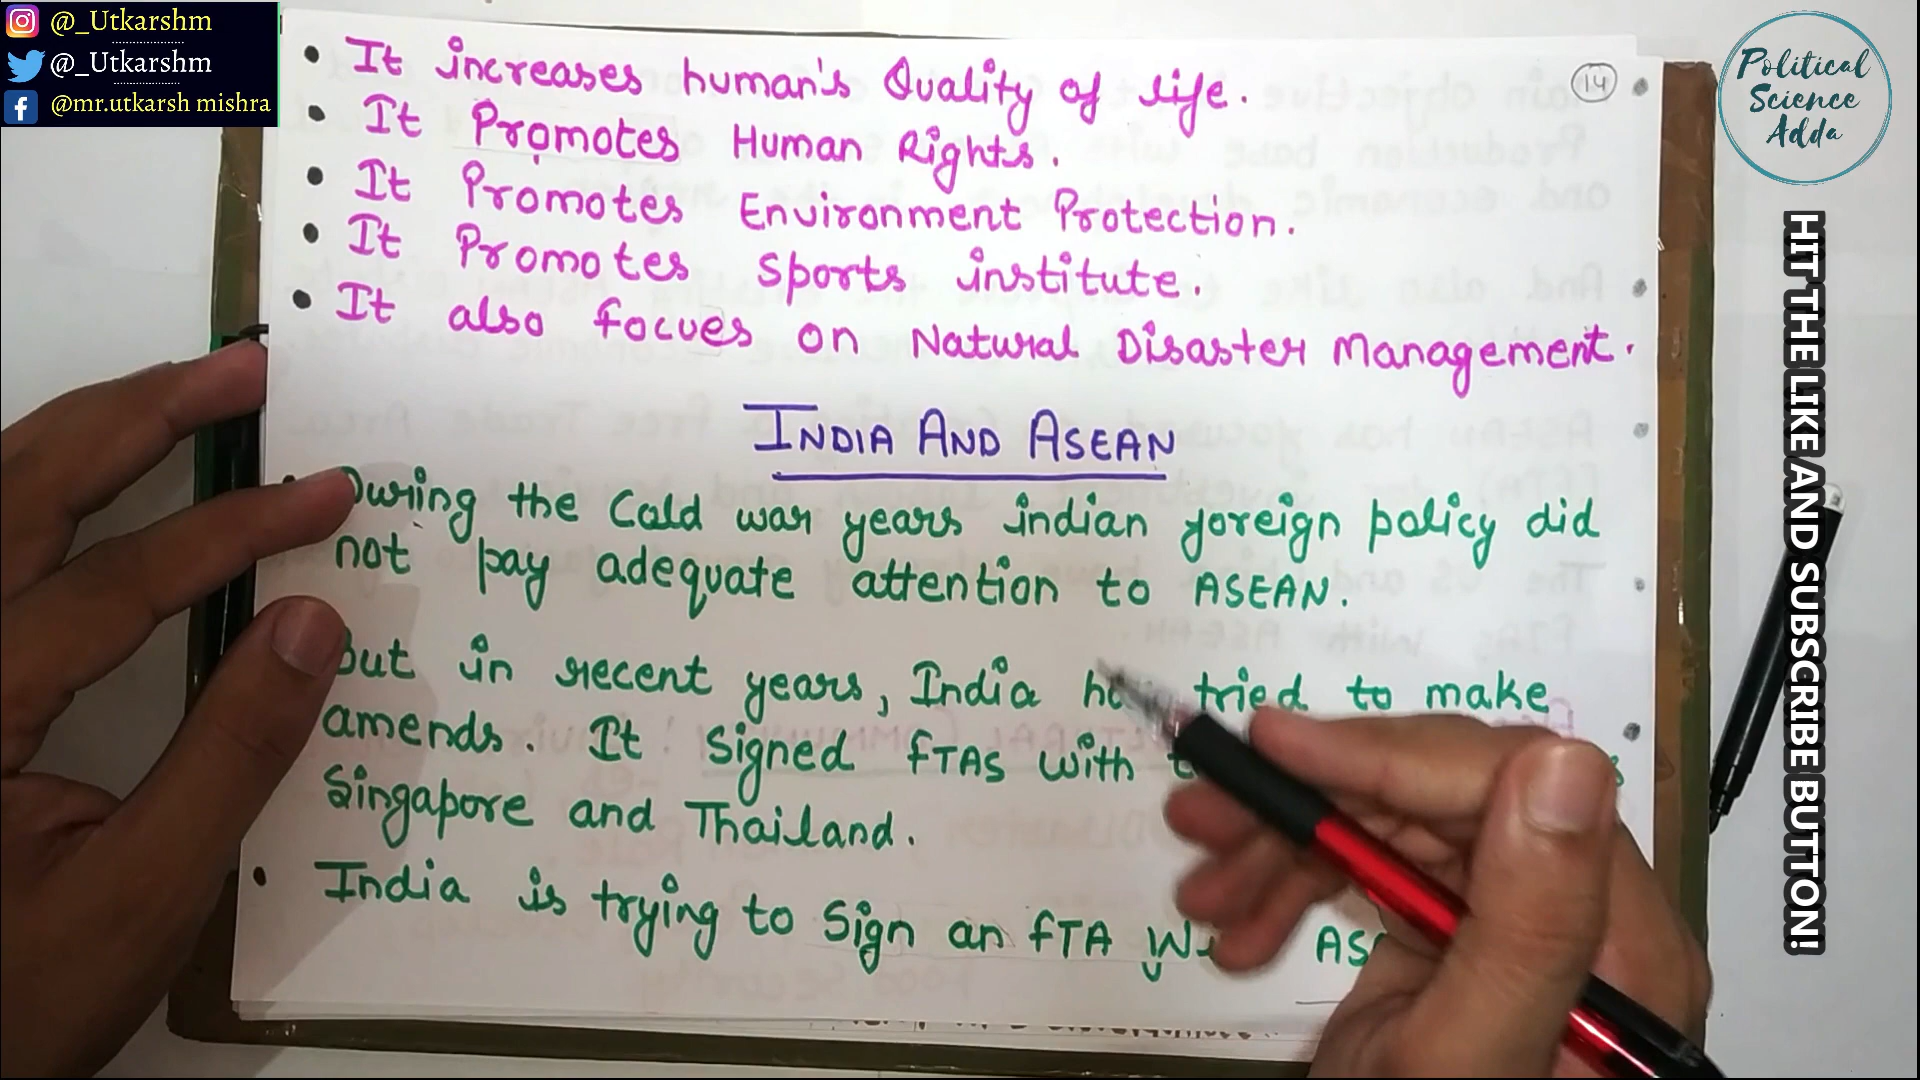 @_Utkarshm
@_Utkarshm
@mr.utkarsh mishra
Political
Science
Adda
HIT THE LIKE AND SUBSCRIBE BUTTON!
14
• It increases human's Quality of life.
• It Promotes Human Rights.
• It Promotes Environment Protection.
• It Promotes Sports institute.
• It also focues on Natural Disaster Management.
INDIA AND ASEAN
During the Cold war years indian foreign policy did
not pay adequate attention to ASEAN.
But in recent years, India tried to make
amends. It Signed FTAs with
Singapore and Thailand.
• India is trying to Sign an FTA